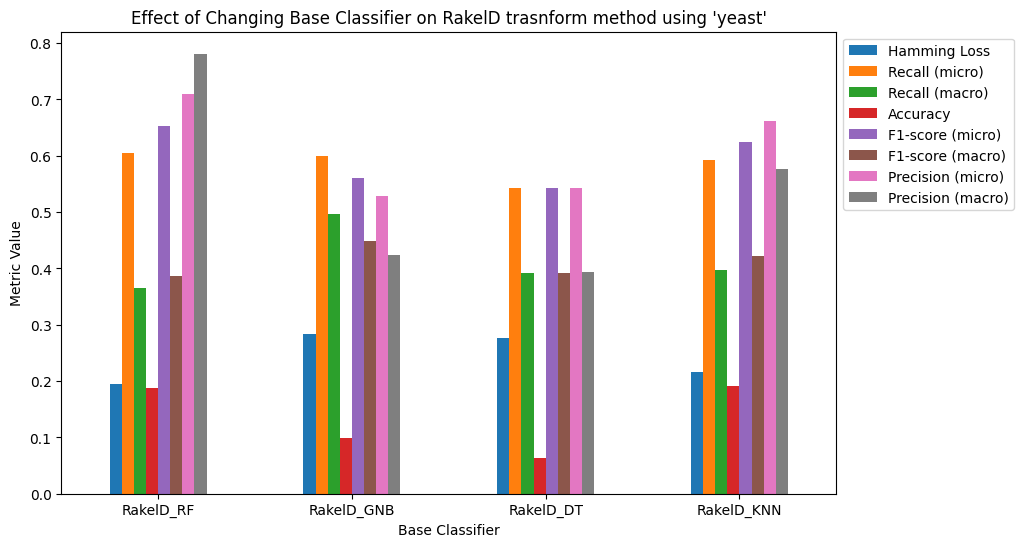 Effect of Changing Base Classifier on RakelD trasnform method using 'yeast'
Metric Value
0.8
0.7
0.6
0.5
0.4
0.3
0.2
0.1
0.0
RakelD_RF
RakelD_GNB
RakelD_DT
RakelD_KNN
Base Classifier
Hamming Loss
Recall (micro)
Recall (macro)
Accuracy
F1-score (micro)
F1-score (macro)
Precision (micro)
Precision (macro)